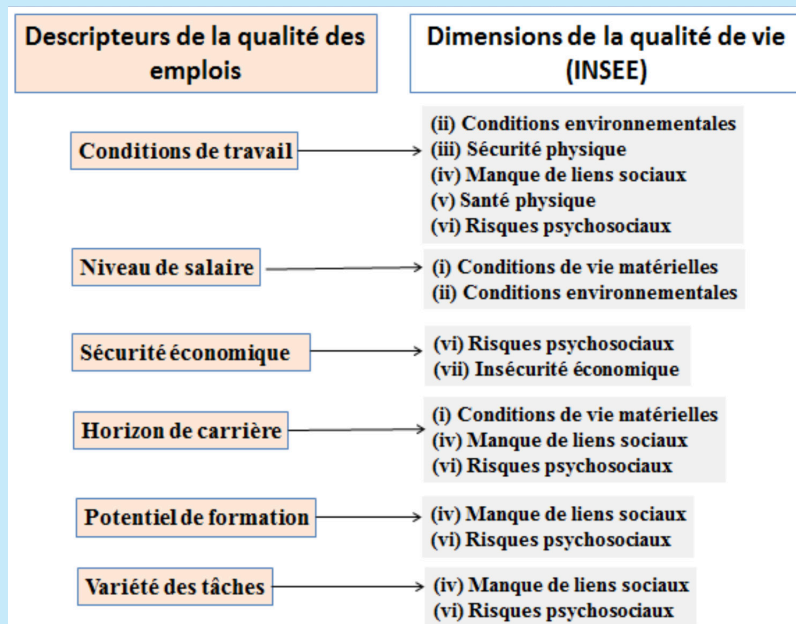 Descripteurs de la qualité des
emplois
Dimensions de la qualité de vie
(INSEE)
Conditions de travail
(ii) Conditions environnementales
(iii) Sécurité physique
(iv) Manque de liens sociaux
(v) Santé physique
(vi) Risques psychosociaux
Niveau de salaire
(i) Conditions de vie matérielles
(ii) Conditions environnementales
Sécurité économique
(vi) Risques psychosociaux
(vii) Insécurité économique
Horizon de carrière
(i) Conditions de vie matérielles
(iv) Manque de liens sociaux
(vi) Risques psychosociaux
Potentiel de formation
(iv) Manque de liens sociaux
(vi) Risques psychosociaux
Variété des tâches
(iv) Manque de liens sociaux
(vi) Risques psychosociaux